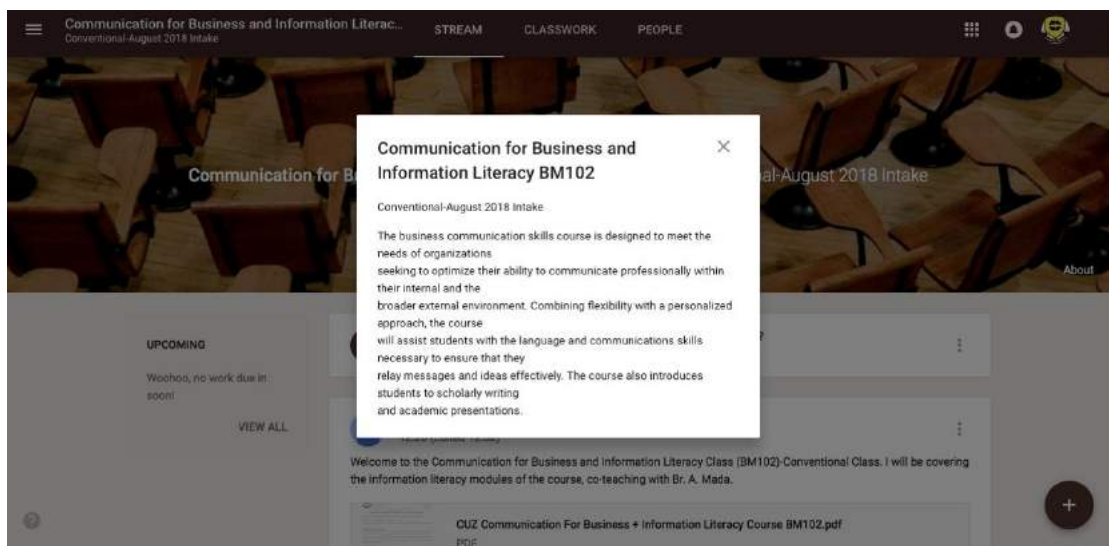 Communication for Business and Information Literac...
Conventional-August 2018 Intake
STREAM
CLASSWORK
PEOPLE
Communication for B
al-August 2018 Intake
About
Communication for Business and
Information Literacy BM102
Conventional-August 2018 Intake
The business communication skills course is designed to meet the
needs of organizations
seeking to optimize their ability to communicate professionally within
their internal and the
broader external environment. Combining flexibility with a personalized
approach, the course
will assist students with the language and communications skills
necessary to ensure that they
relay messages and ideas effectively. The course also introduces
students to scholarly writing
and academic presentations.
UPCOMING
Woohoo, no work due in
soon!
VIEW ALL
?
Welcome to the Communication for Business and Information Literacy Class (BM102)-Conventional Class. I will be covering
the information literacy modules of the course, co-teaching with Br. A. Mada.
CUZ Communication For Business + Information Literacy Course BM102.pdf
PDF